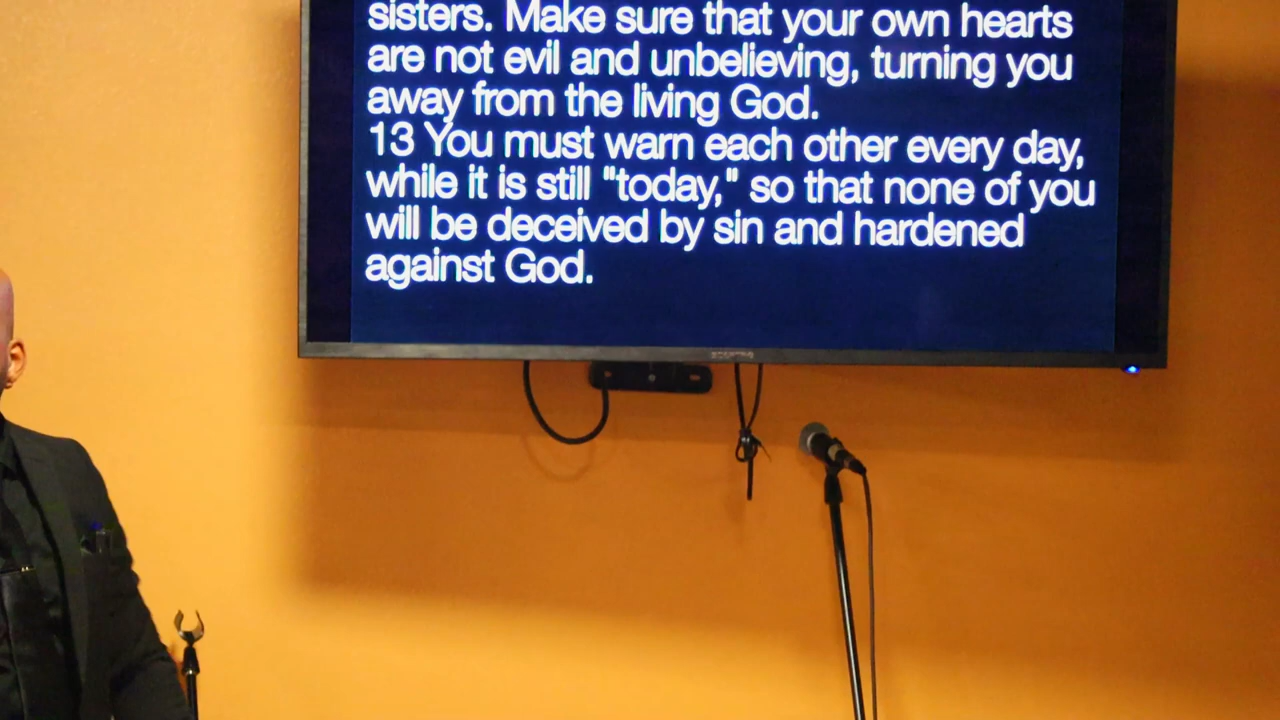 sisters. Make sure that your own hearts
are not evil and unbelieving, turning you
away from the living God.
13 You must warn each other every day,
while it is still "today," so that none of you
will be deceived by sin and hardened
against God.